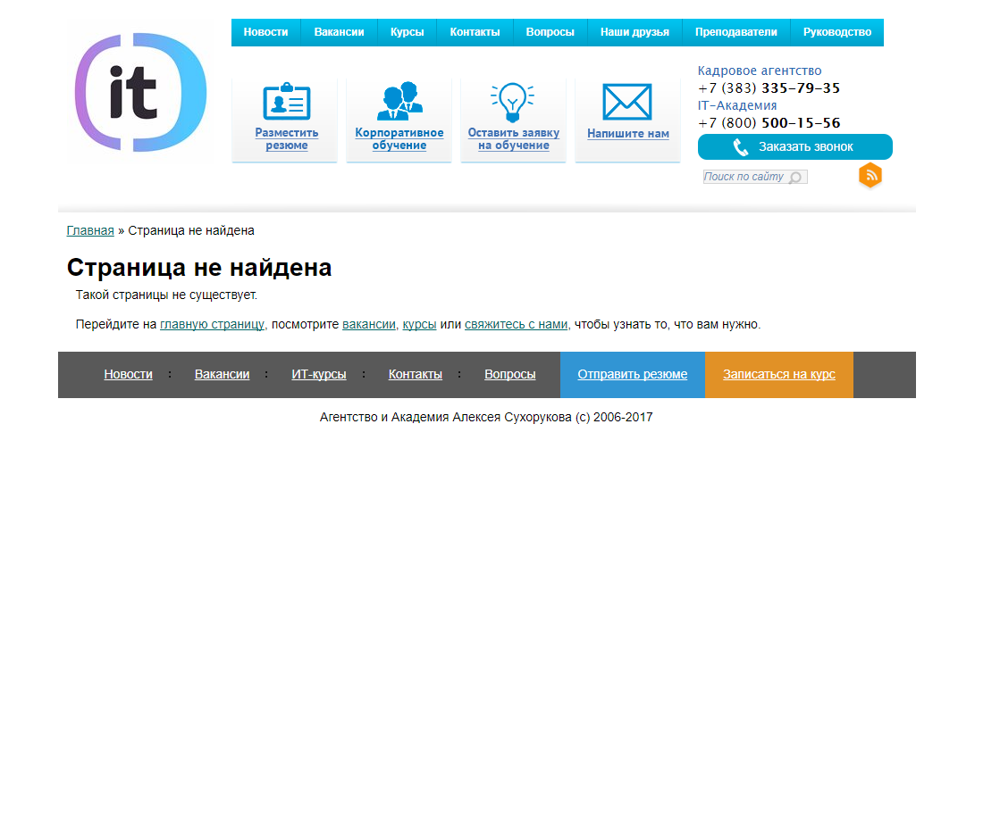 it
Новости Вакансии Курсы Контакты Вопросы Наши друзья Преподаватели Руководство
Разместить
резюме
Корпоративное
обучение
Оставить заявку
на обучение
Напишите нам
Кадровое агентство
+7 (383) 335-79-35
IT-Академия
+7 (800) 500-15-56
Заказать звонок
Поиск по сайту
Главная » Страница не найдена
Страница не найдена
Такой страницы не существует.
Перейдите на главную страницу, посмотрите вакансии, курсы или свяжитесь с нами, чтобы узнать то, что вам нужно.
Новости : Вакансии : ИТ-курсы : Контакты : Вопросы Отправить резюме Записаться на курс
Агентство и Академия Алексея Сухорукова (c) 2006-2017